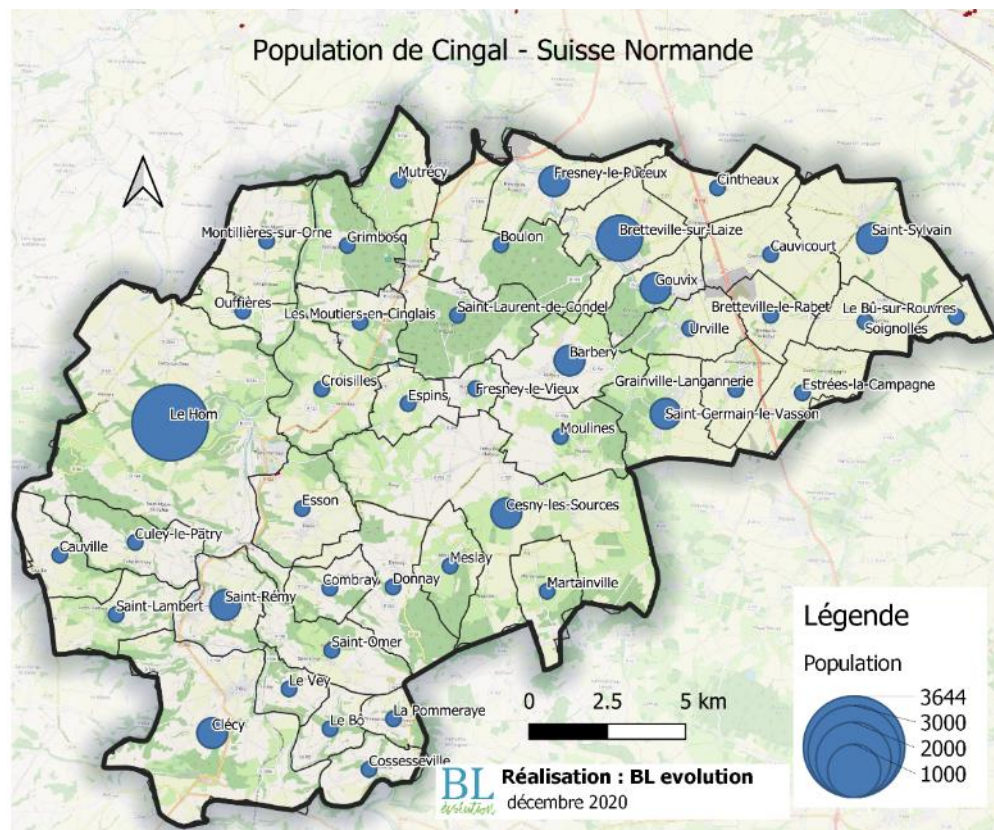 Population de Cingal - Suisse Normande
Mutrécy
Fresney-le-Puceux
Cintheaux
Montillières-sur-Orne
Grimbosq
Boulon
Bretteville-sur-Laize
Saint-Sylvain
Cauvicourt
Gouvix
Ouffières
Les Moutiers-en-Cinglais
Saint-Laurent-de-Condel
Bretteville-le-Rabet
Le Bû-sur-Rouvres
Urville
Soignolles
Barbery
Croisilles
Espins
Fresney-le-Vieux
Grainville-Langannerie
Estrées-la-Campagne
Le Hom
Saint-Germain-le-Vasson
Moulines
Esson
Cesny-les-Sources
Culey-le-Patry
Cauville
Meslay
Combray
Donnay
Martainville
Saint-Lambert
Saint-Rémy
Saint-Omer
Le Vey
La Pommeraye
Clécy
Le Bô
Cossesseville
0 2.5 5 km
Légende
Population
3644
3000
2000
1000
BL
évolution
Réalisation : BL evolution
décembre 2020